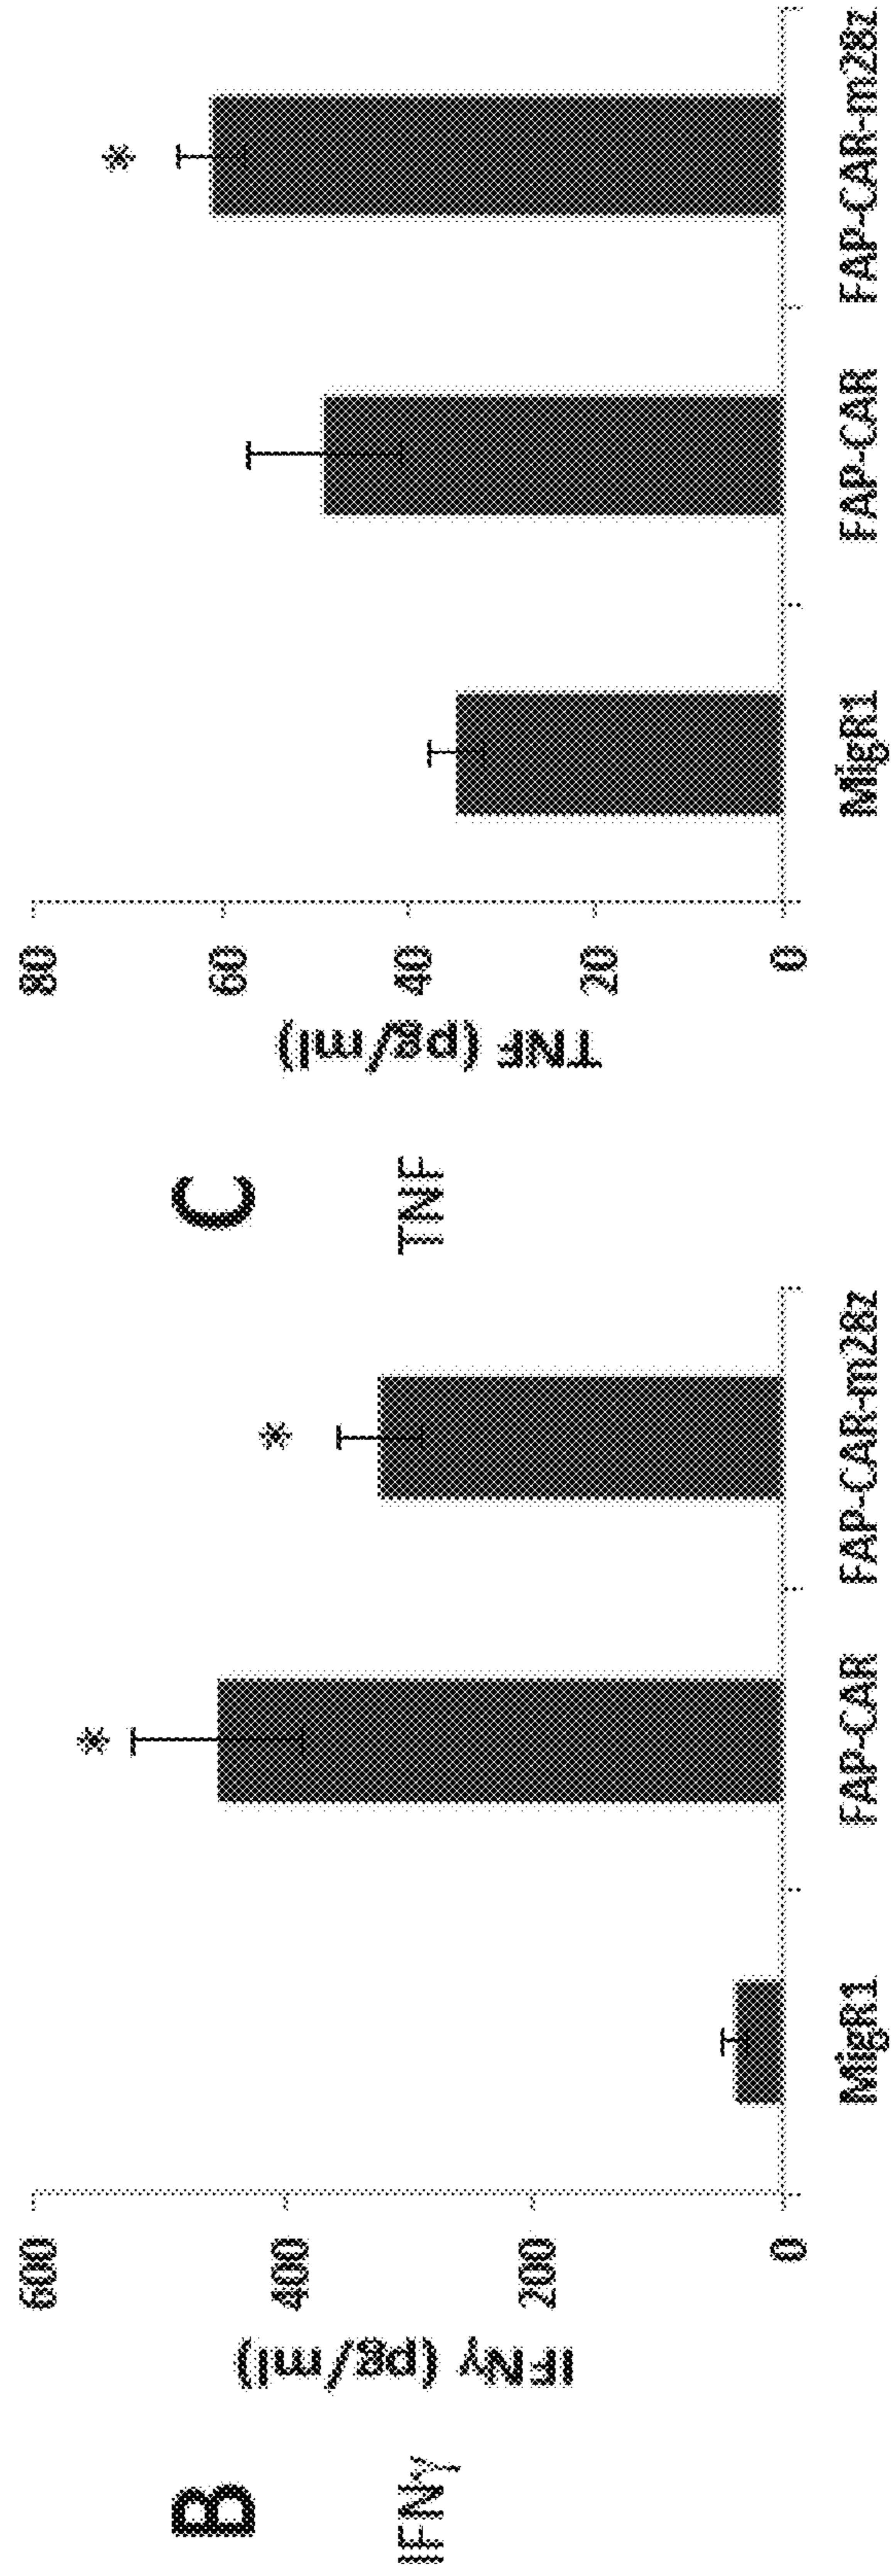 B
IFNγ
IFNγ (pg/ml)
600
400
200
0
*
*
MigR1 FAP-CAR FAP-CAR-m28z
C
TNF
TNF (pg/ml)
80
60
40
20
0
*
MigR1 FAP-CAR FAP-CAR-m28z